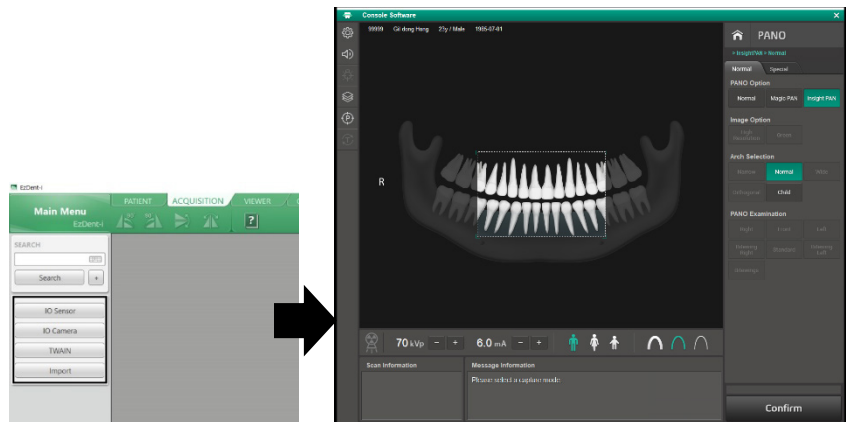 EzDent-i
Main Menu
EzDent-i
PATIENT
ACQUISITION
VIEWER
?
SEARCH
Search
+
IO Sensor
IO Camera
TWAIN
Import
Console Software
99999 Gil dong Hong 23y / Male 1995-07-01
R
70 kVp - +
6.0 mA - +
Scan Information
Message Information
Please select a capture mode
PANO
Normal
Special
PANO Option
Normal
Magic PAN
Insight PAN
Image Option
High Resolution
Green
Arch Selection
Narrow
Normal
Wide
Orthogonal
Child
PANO Examination
Right
Front
Left
Bitewing Right
Standard
Bitewing Left
Confirm